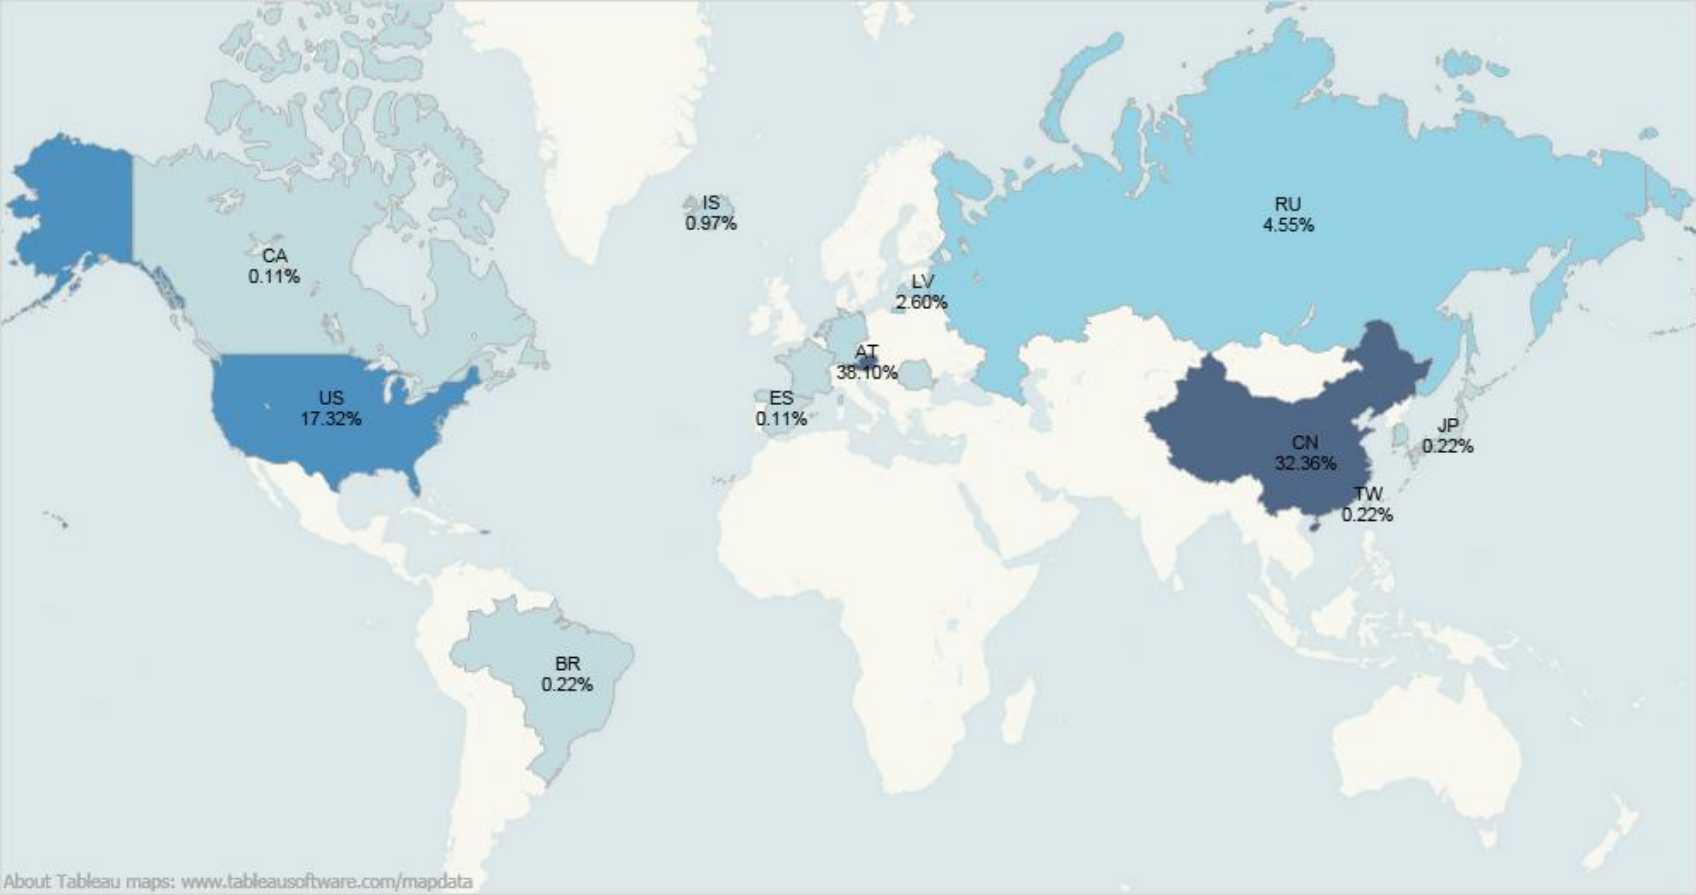 IS
0.97%
RU
4.55%
CA
0.11%
LV
2.60%
AT
38.10%
US
17.32%
ES
0.11%
JP
0.22%
CN
32.36%
TW
0.22%
BR
0.22%
About Tableau maps: www.tableausoftware.com/mapdata